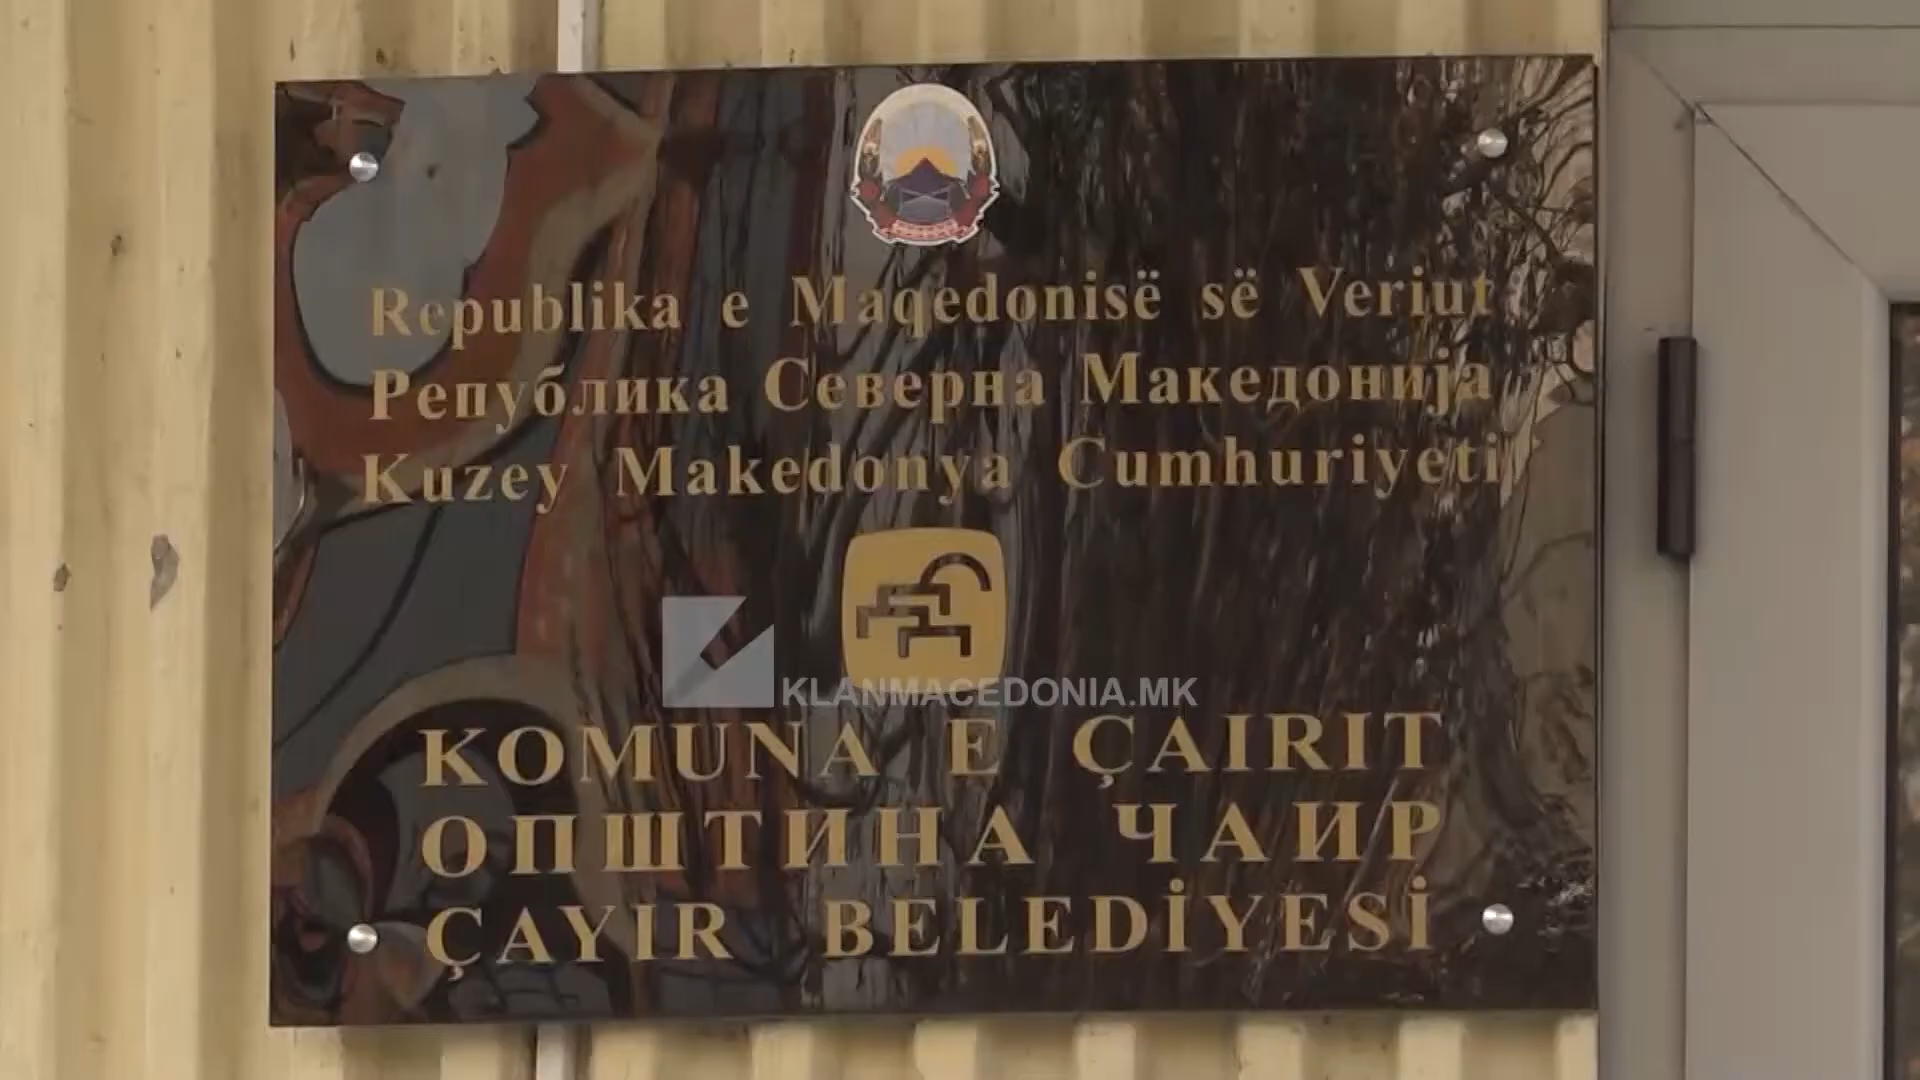 Republika e Maqedonisë së Veriut
Република Северна Македонија
Kuzey Makedonya Cumhuriyeti
KLANMACEDONIA.MK
KOMUNA E ÇAIRIT
ОПШТИНА ЧАИР
ÇAYIR BELEDİYESİ